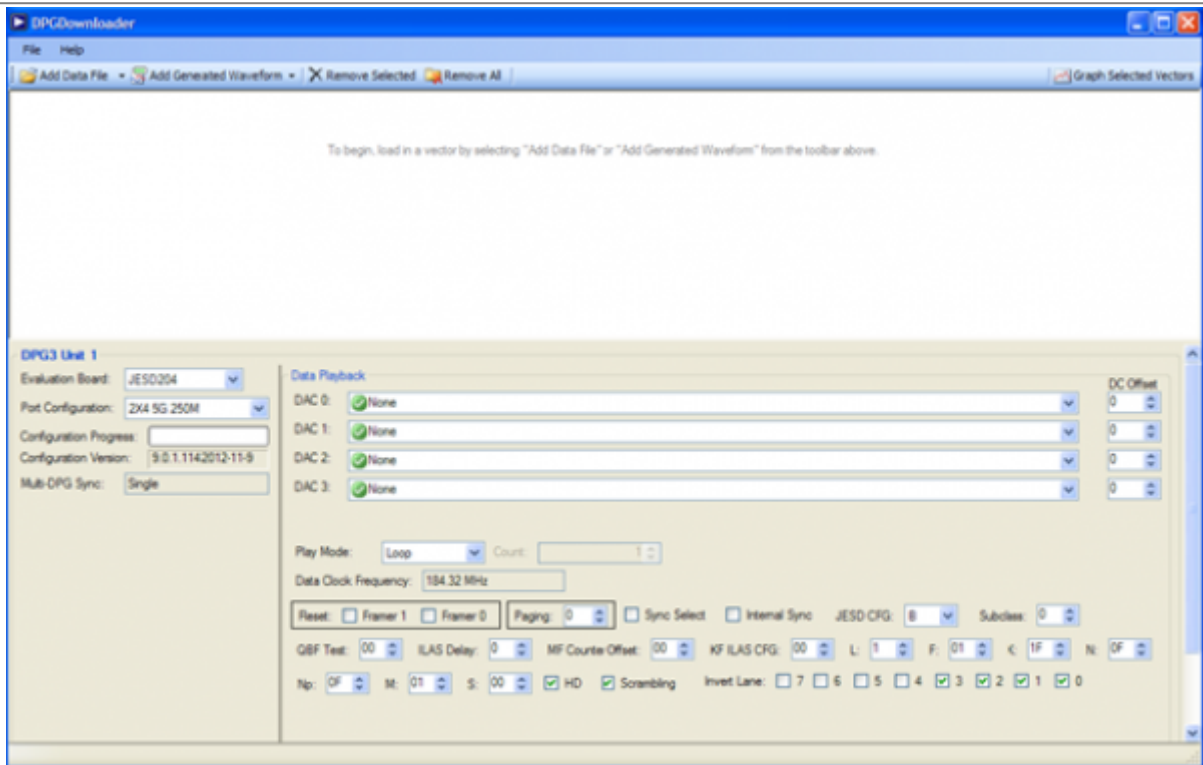 DPGDownloader
File Help
Add Data File Add Generated Waveform Remove Selected Remove All Graph Selected Vectors
To begin, load in a vector by selecting "Add Data File" or "Add Generated Waveform" from the toolbar above.
DPG3 Unit 1
Evaluation Board: JESD204
Port Configuration: 2X4 5G 250M
Configuration Progress:
Configuration Version: 9.0.1.114:2012-11-9
Multi-DPG Sync: Single
Data Playback
DC Offset
DAC 0: None 0
DAC 1: None 0
DAC 2: None 0
DAC 3: None 0
Play Mode: Loop Count: 1
Data Clock Frequency: 184.32 MHz
Reset: Framer 1 Framer 0 Paging: 0 Sync Select Internal Sync JESD CFG: B Subclass: 0
QBF Test: 00 ILAS Delay: 0 MF Counter Offset: 00 KF ILAS CFG: 00 L: 1 F: 01 K: 1F N: 0F
Np: 0F M: 01 S: 00 HD Scrambling Invert Lane: 7 6 5 4 3 2 1 0